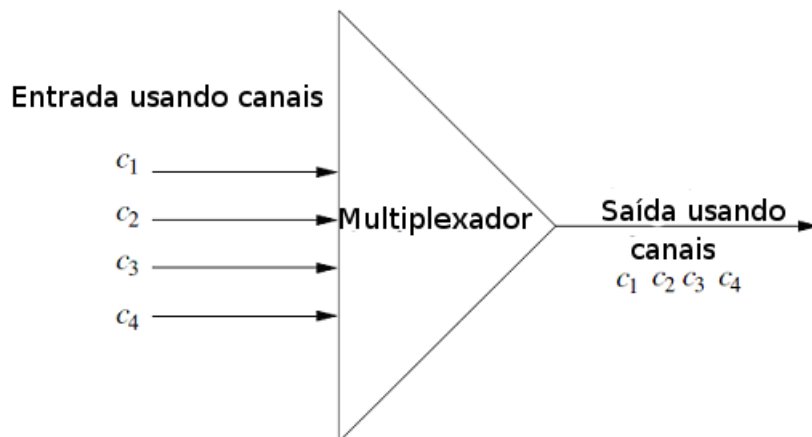 Entrada usando canais
c₁
c₂
c₃
c₄
Multiplexador
Saída usando
canais
c₁ c₂ c₃ c₄